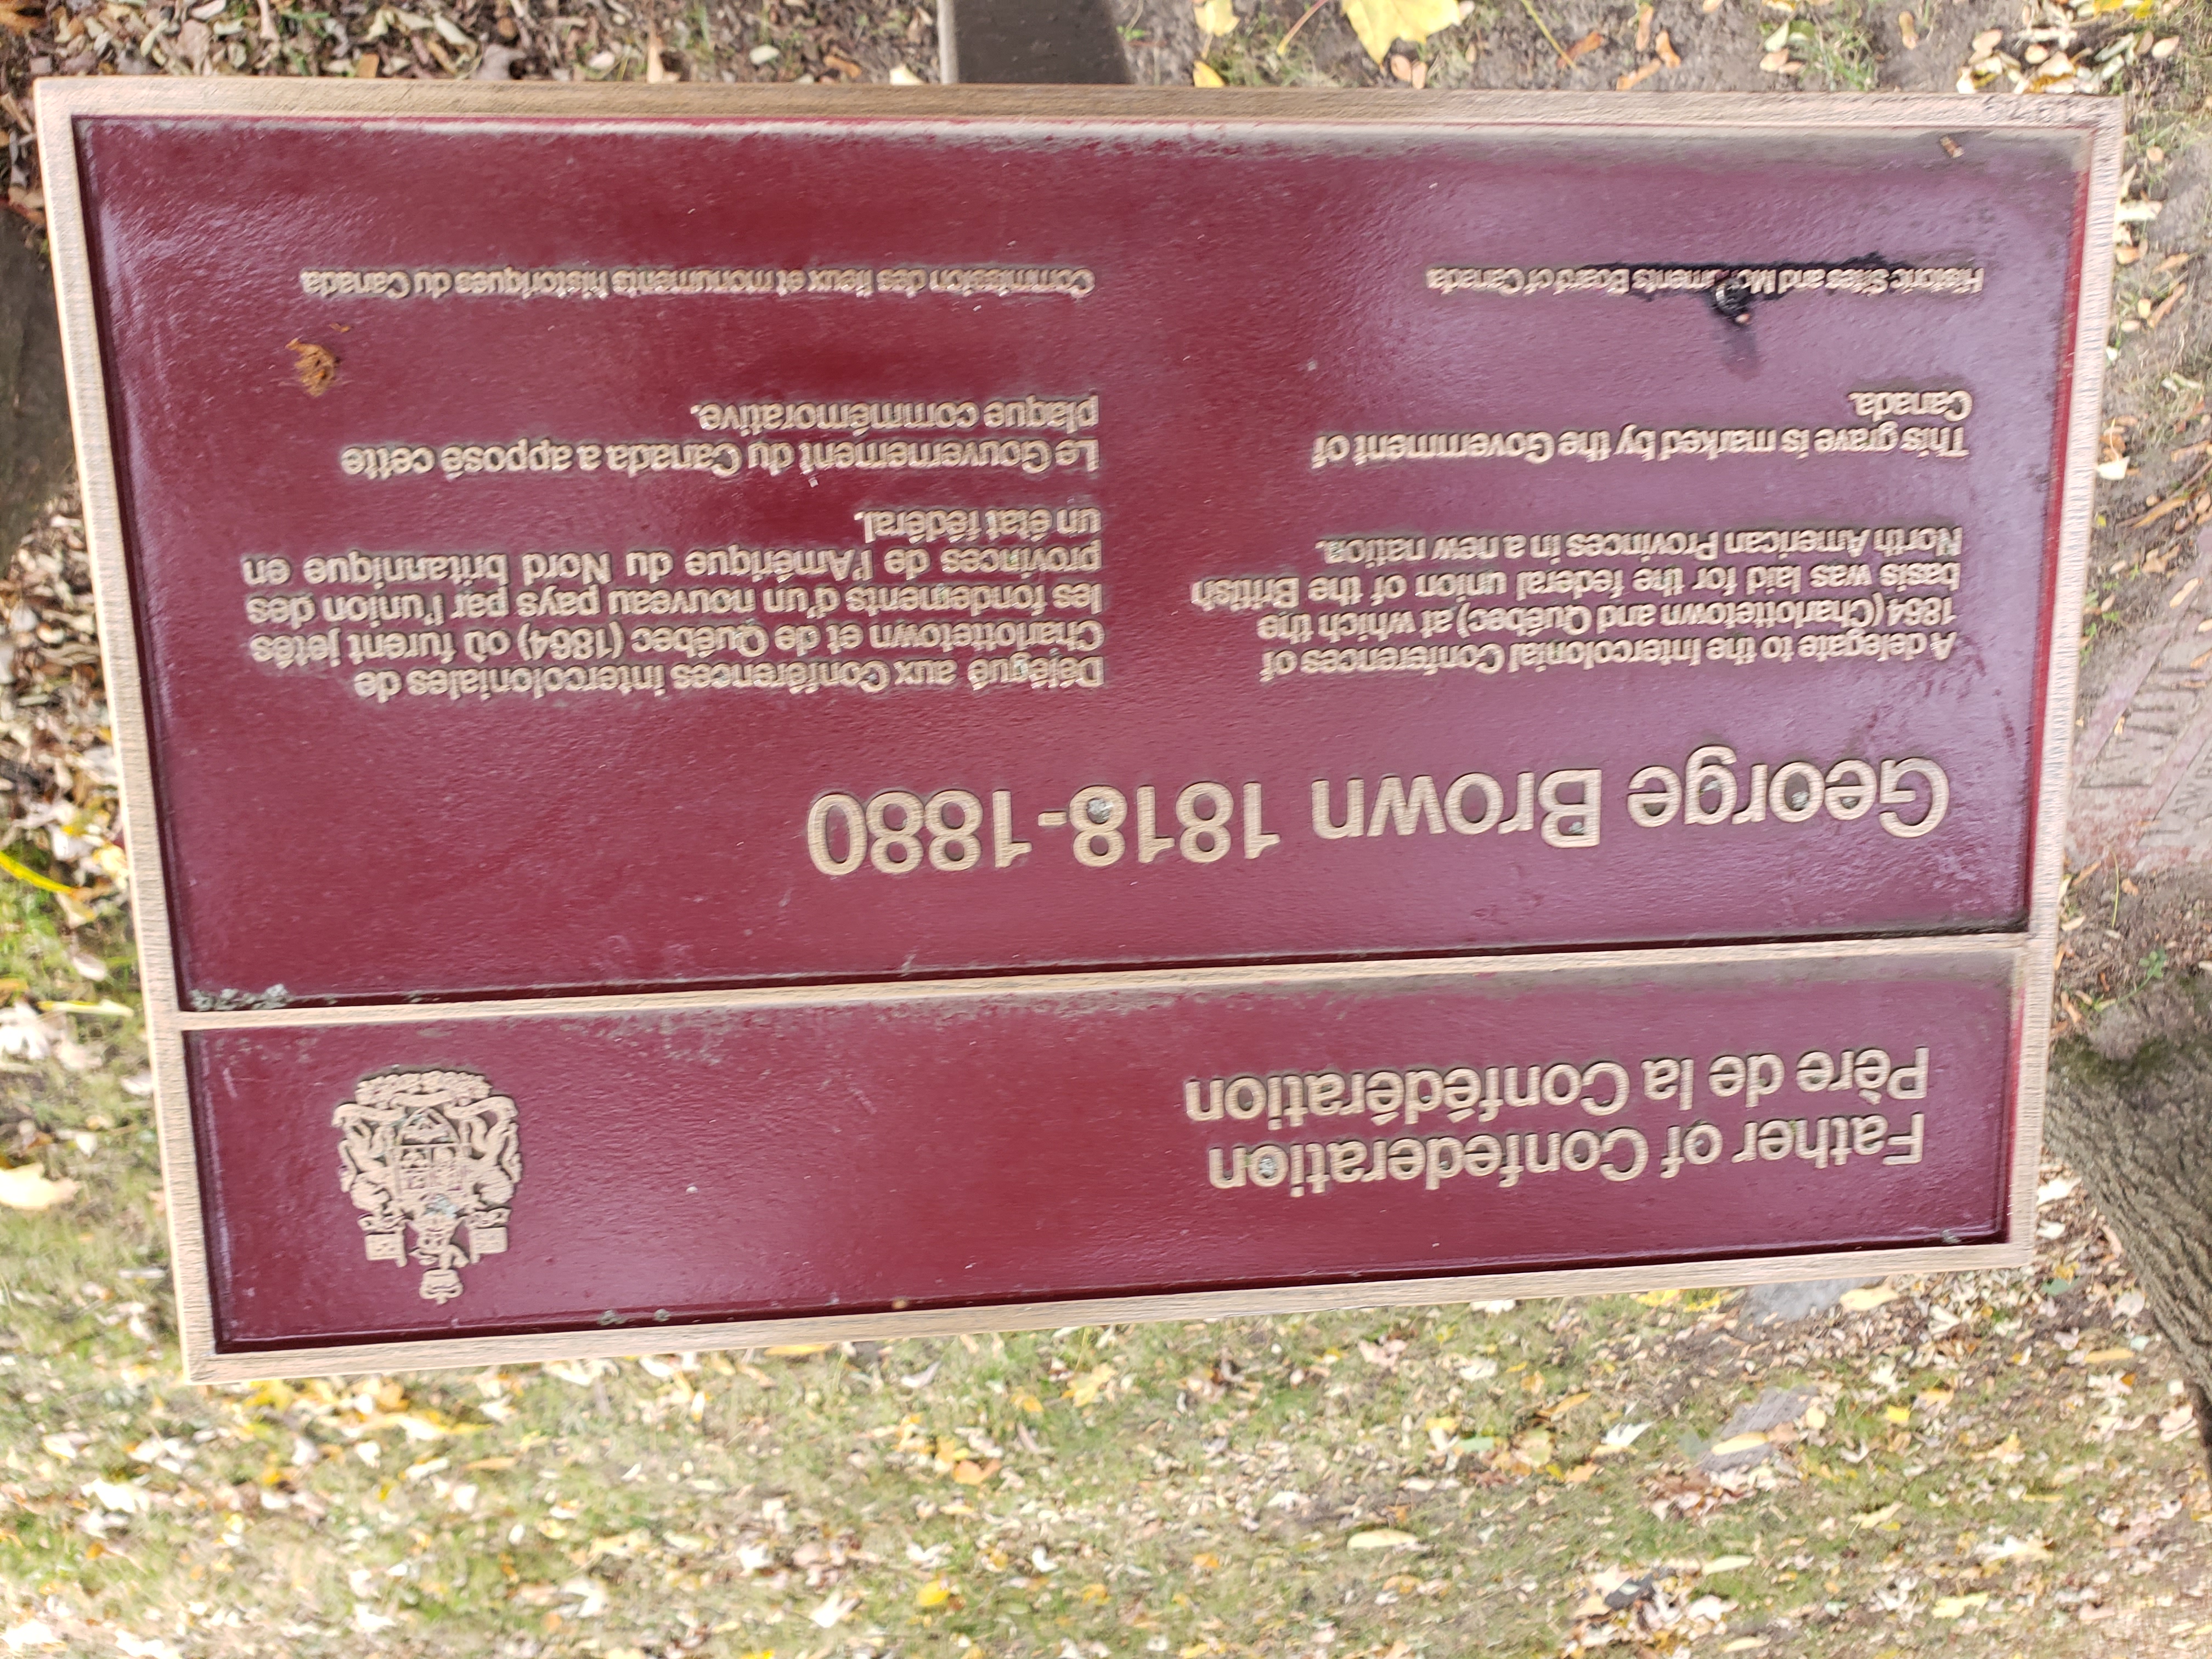 Father of Confederation
Père de la Confédération
George Brown 1818-1880
A delegate to the Intercolonial Conferences of
1864 (Charlottetown and Québec) at which the
basis was laid for the federal union of the British
North American Provinces in a new nation.
This grave is marked by the Government of
Canada.
Historic Sites and Monuments Board of Canada
Délégué aux Conférences intercoloniales de
Charlottetown et de Québec (1864) où furent jetés
les fondements d'un nouveau pays par l'union des
provinces de l'Amérique du Nord britannique en
un état fédéral.
Le Gouvernement du Canada a apposé cette
plaque commémorative.
Commission des lieux et monuments historiques du Canada